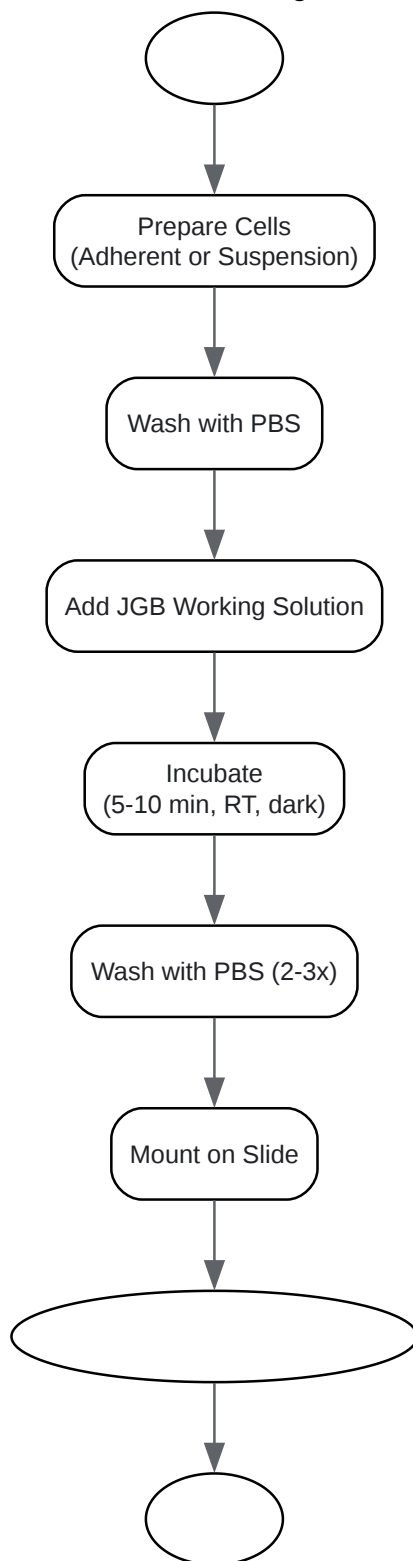 Prepare Cells
(Adherent or Suspension)
Wash with PBS
Add JGB Working Solution
Incubate
(5-10 min, RT, dark)
Wash with PBS (2-3x)
Mount on Slide